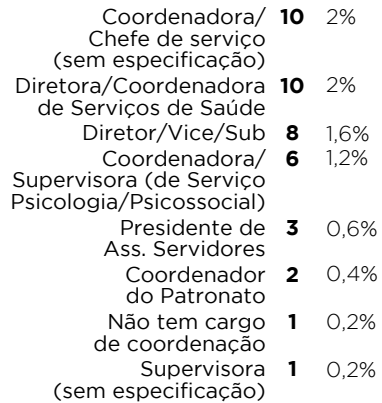 Coordenadora/ 10 2%
Chefe de serviço
(sem especificação)
Diretora/Coordenadora 10 2%
de Serviços de Saúde
Diretor/Vice/Sub 8 1,6%
Coordenadora/ 6 1,2%
Supervisora (de Serviço
Psicologia/Psicossocial)
Presidente de 3 0,6%
Ass. Servidores
Coordenador 2 0,4%
do Patronato
Não tem cargo 1 0,2%
de coordenação
Supervisora 1 0,2%
(sem especificação)